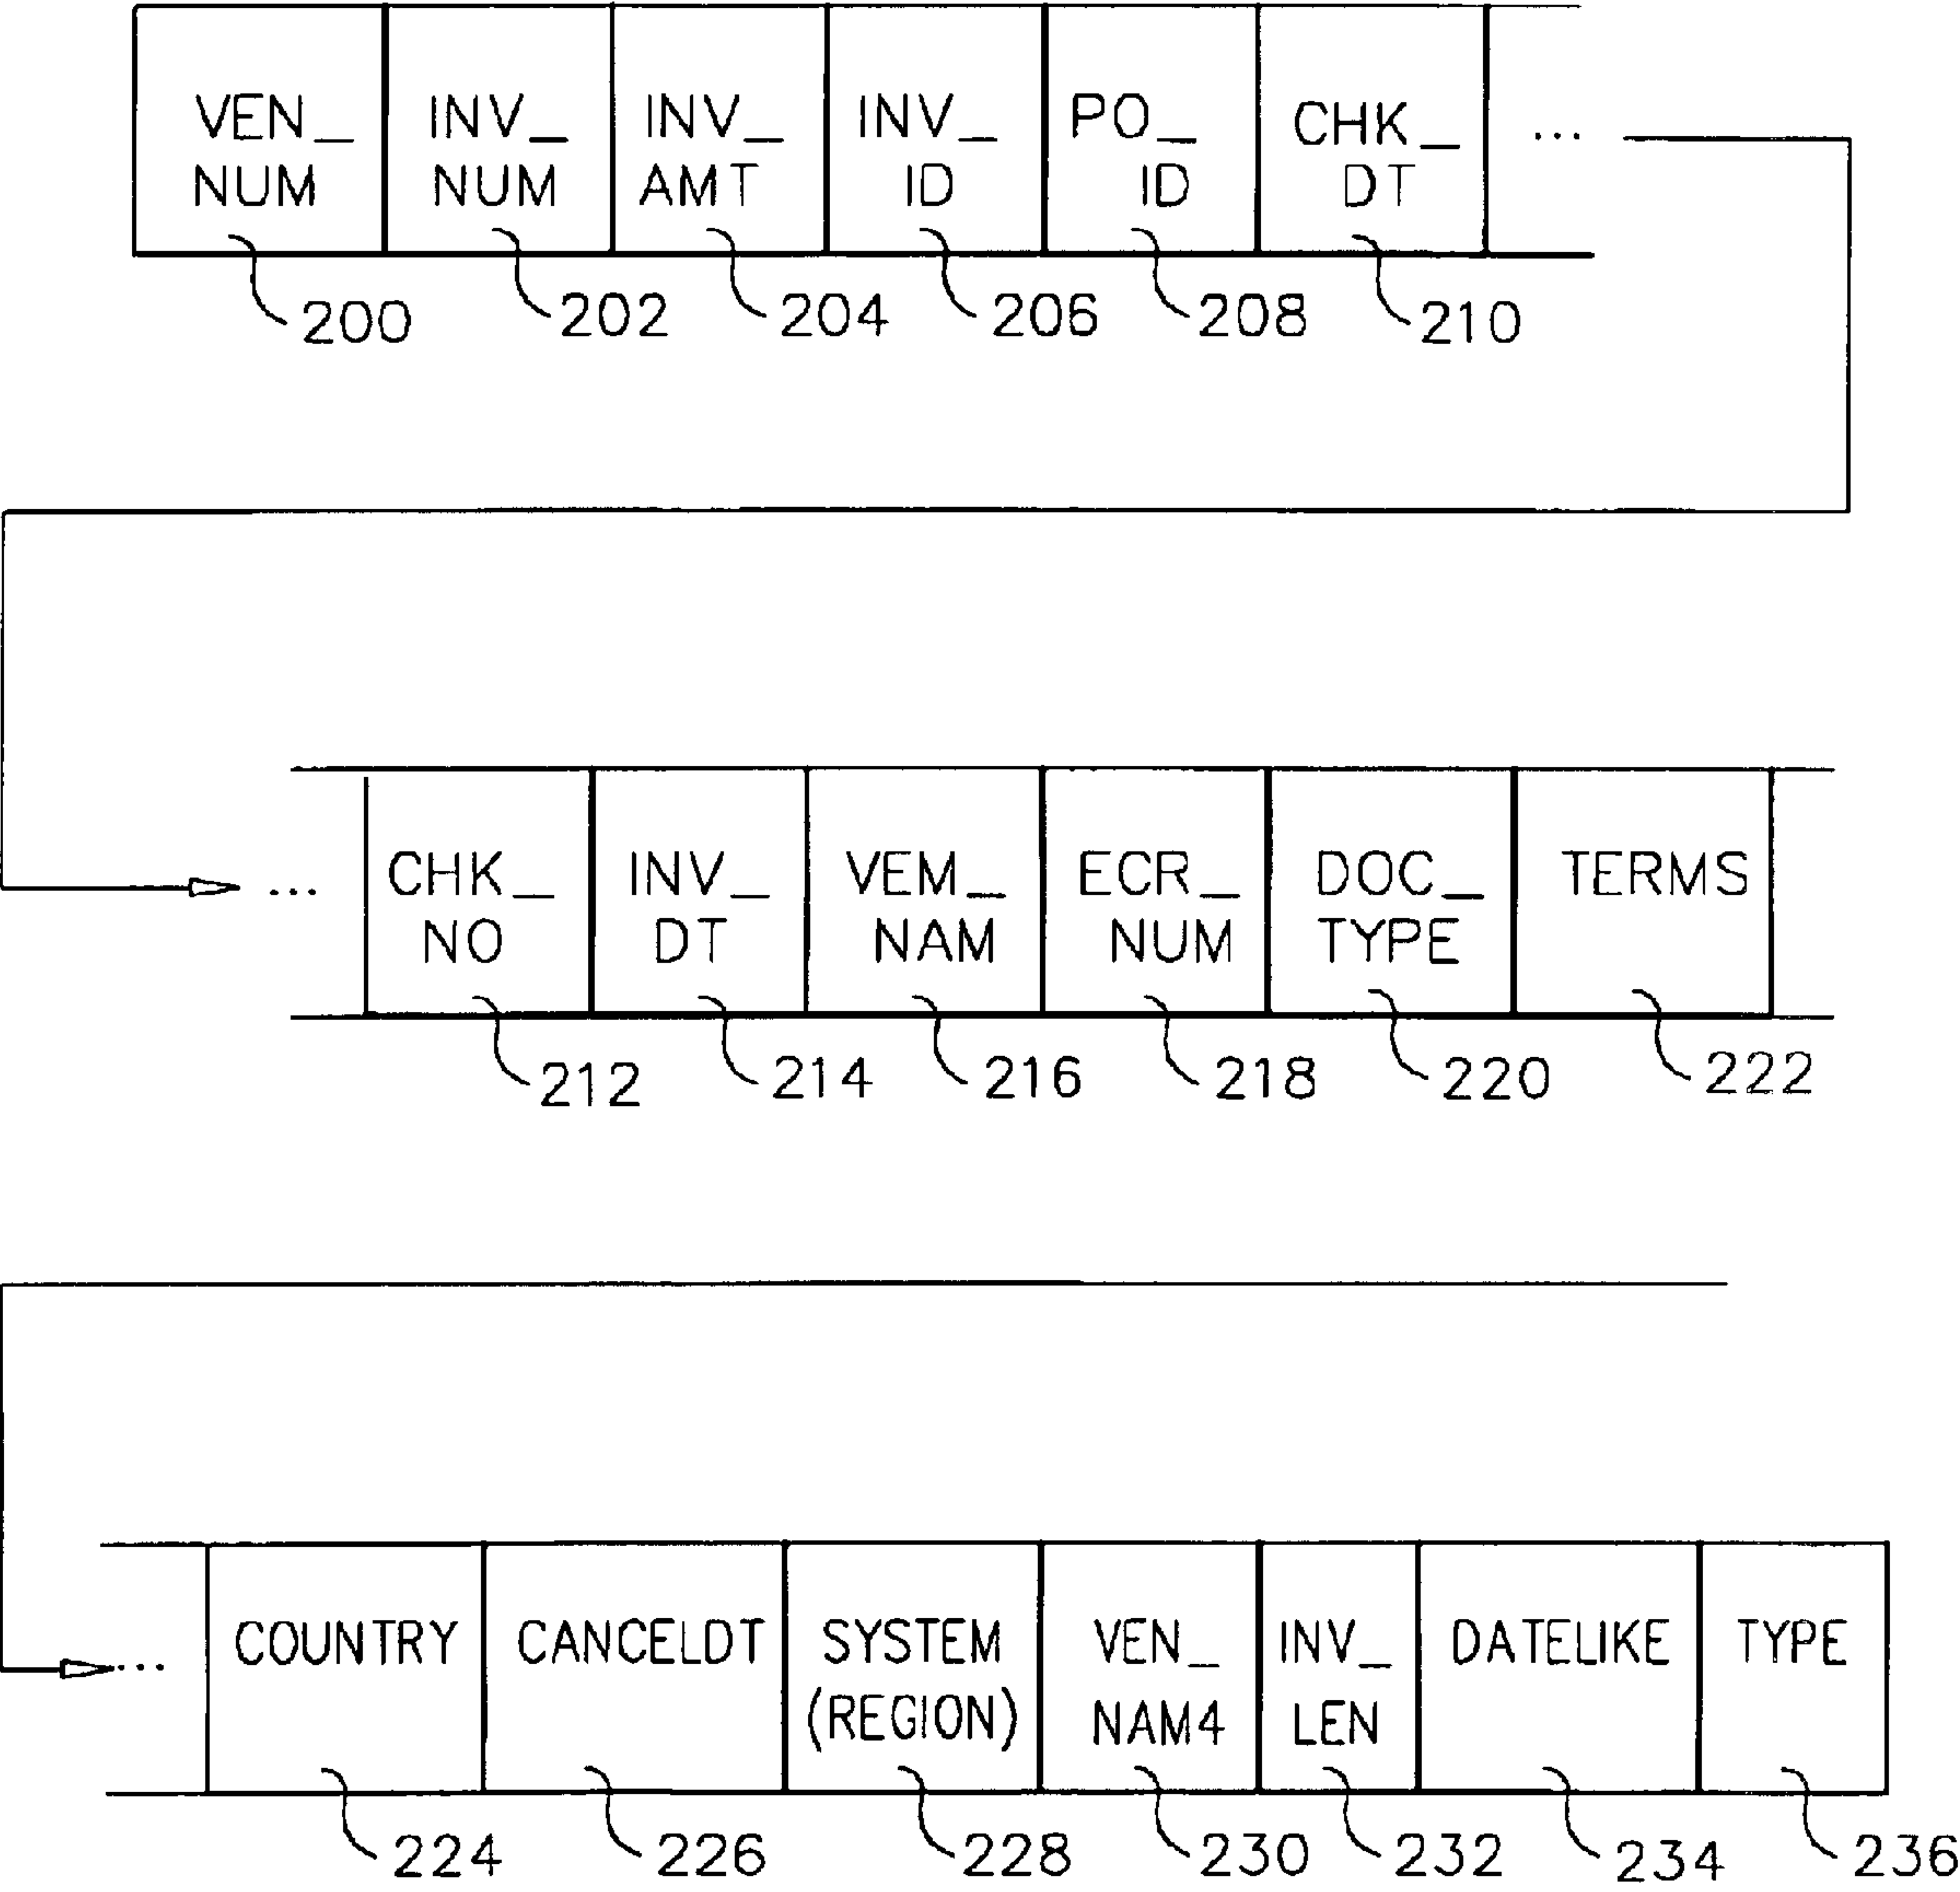 VEN_ INV_ INV_ INV_ PO_ CHK_ ...
NUM NUM AMT ID ID DT
200 202 204 206 208 210
... CHK_ INV_ VEM_ ECR_ DOC_ TERMS
NO DT NAM NUM TYPE
212 214 216 218 220 222
... COUNTRY CANCELDT SYSTEM VEN_ INV_ DATELIKE TYPE
(REGION) NAM4 LEN
224 226 228 230 232 234 236